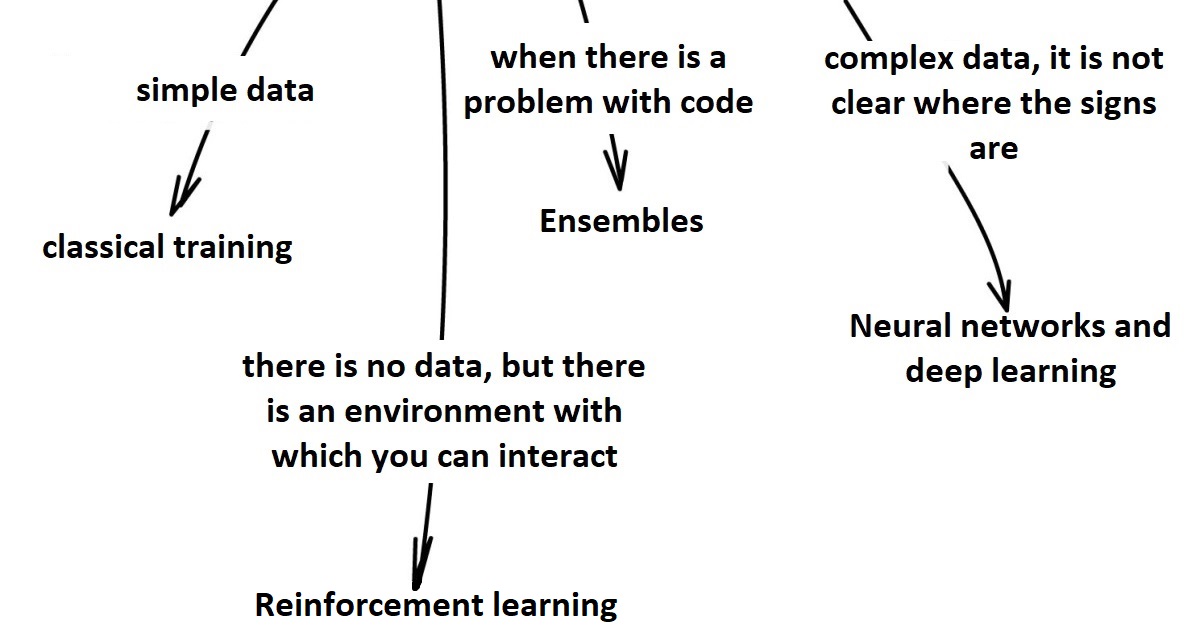 simple data
classical training
there is no data, but there
is an environment with
which you can interact
Reinforcement learning
when there is a
problem with code
Ensembles
complex data, it is not
clear where the signs
are
Neural networks and
deep learning